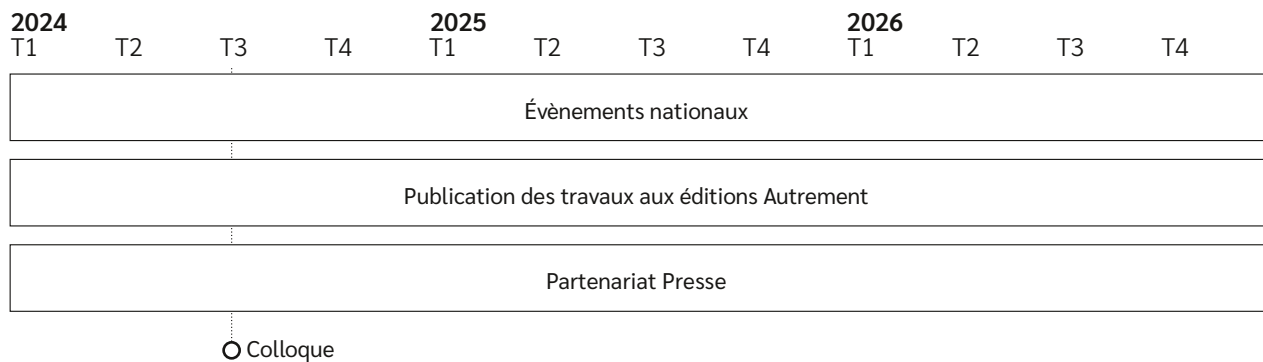 2024 2025 2026
T1 T2 T3 T4 T1 T2 T3 T4 T1 T2 T3 T4
Évènements nationaux
Publication des travaux aux éditions Autrement
Partenariat Presse
Colloque